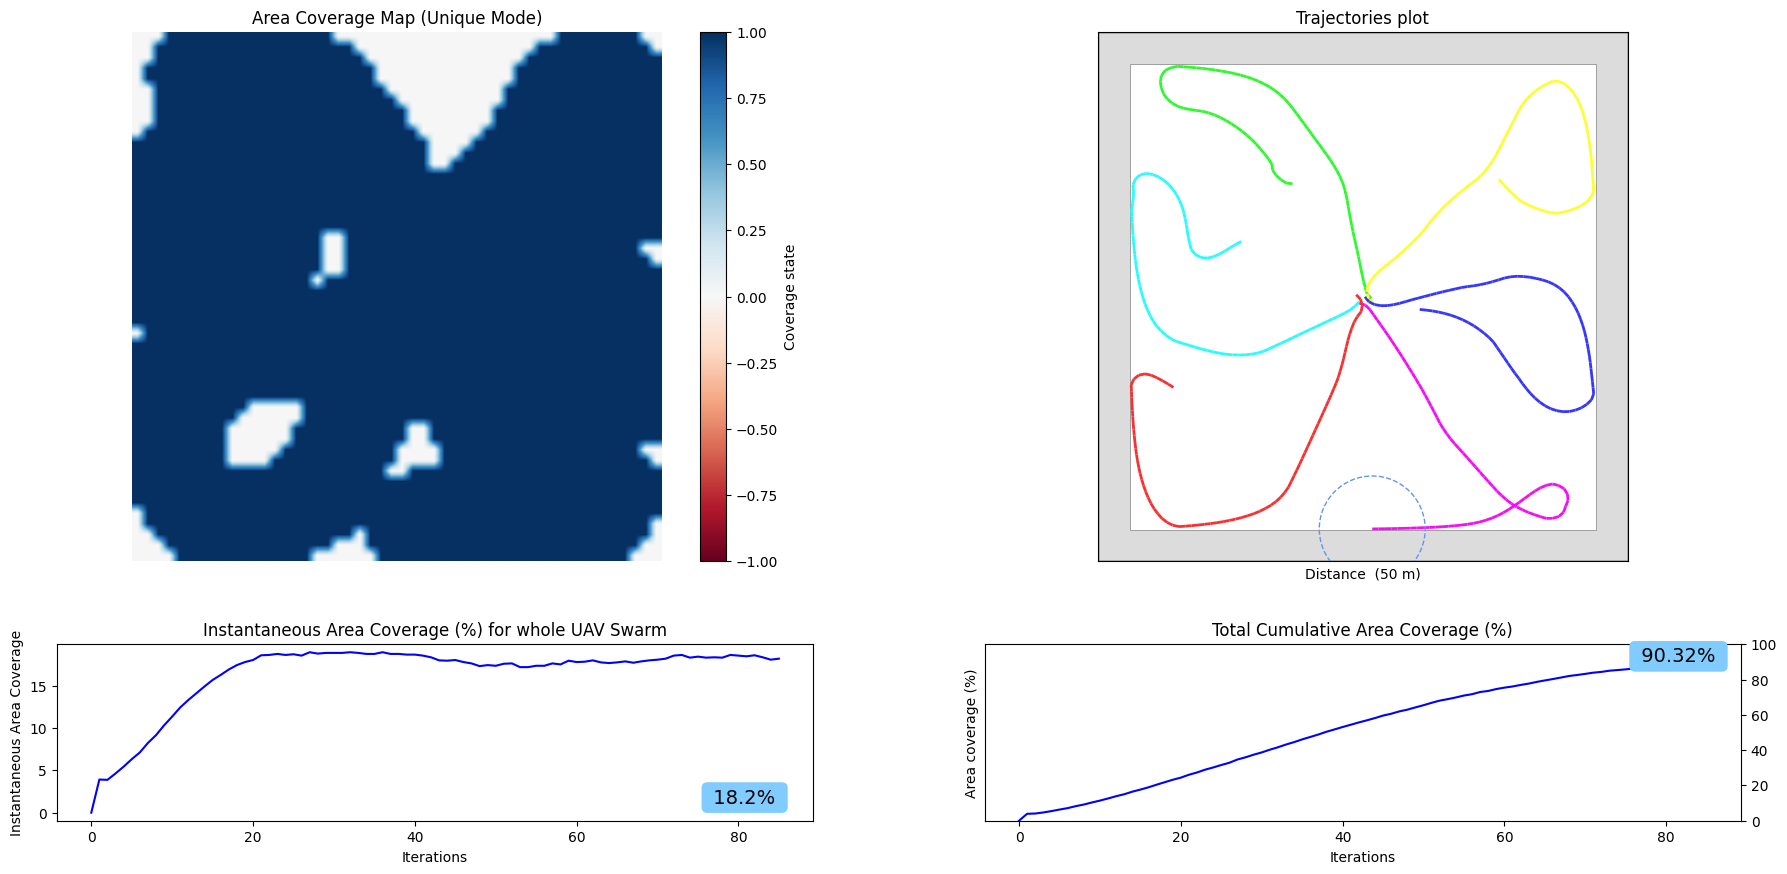 Area Coverage Map (Unique Mode)
1.00
0.75
0.50
0.25
0.00
−0.25
−0.50
−0.75
−1.00
Coverage state
Trajectories plot
Distance  (50 m)
Instantaneous Area Coverage (%) for whole UAV Swarm
Instantaneous Area Coverage
15
10
5
0
18.2%
0 20 40 60 80
Iterations
Total Cumulative Area Coverage (%)
Area coverage (%)
90.32%
100
80
60
40
20
0
0 20 40 60 80
Iterations